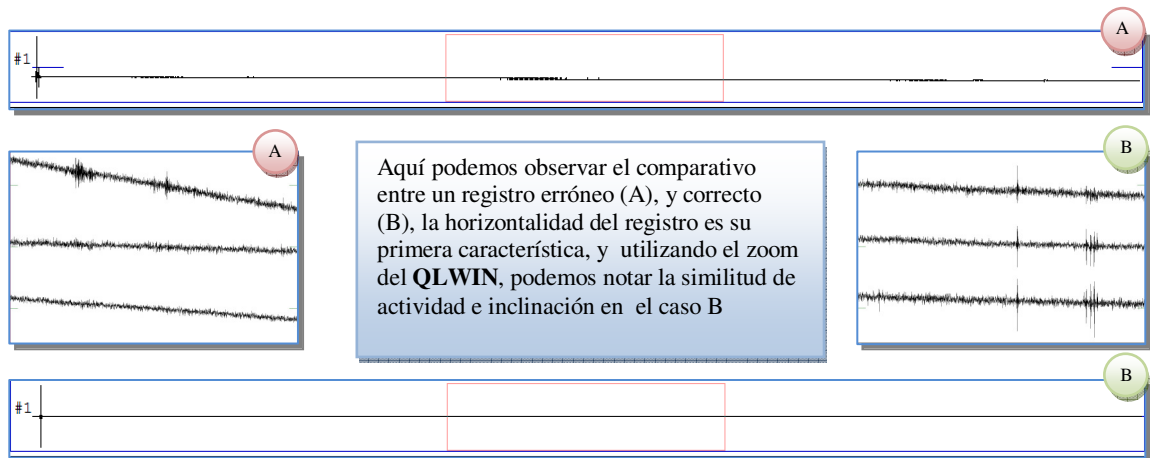 A
#1
A
Aquí podemos observar el comparativo
entre un registro erróneo (A), y correcto
(B), la horizontalidad del registro es su
primera característica, y utilizando el zoom
del QLWIN, podemos notar la similitud de
actividad e inclinación en el caso B
B
B
#1